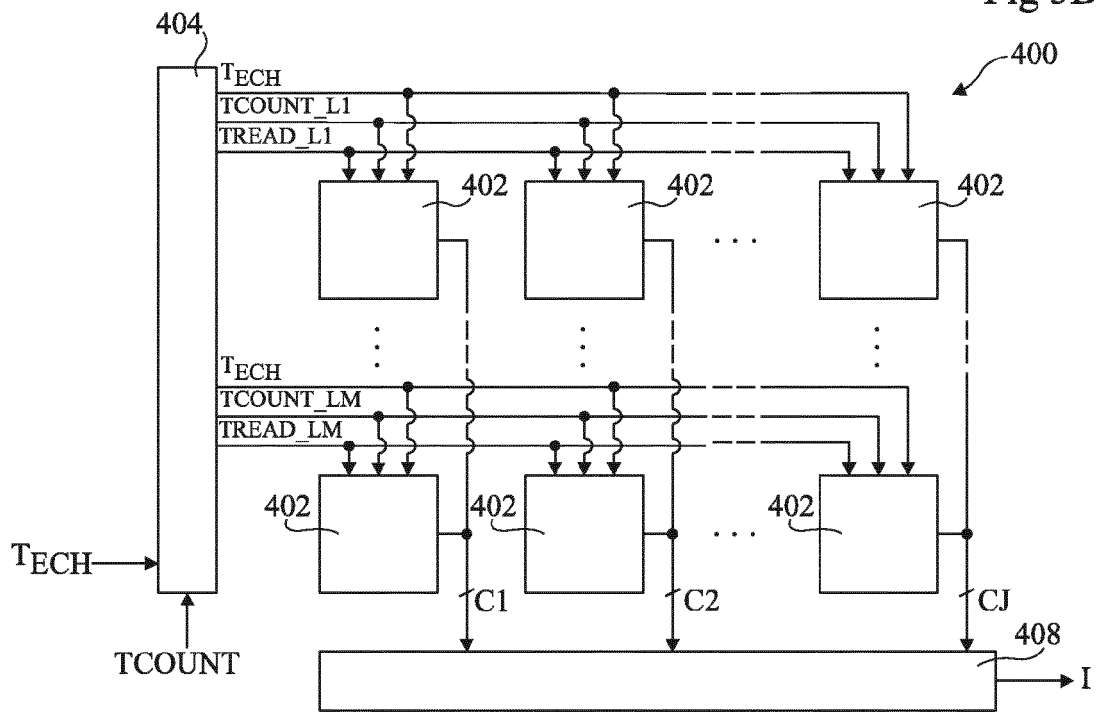 Fig 3B
404
400
TECH
TCOUNT_L1
TREAD_L1
402 402 402
. . .
TECH
TCOUNT_LM
TREAD_LM
402 402 402
. . .
TECH
C1 C2 CJ
TCOUNT
408
I